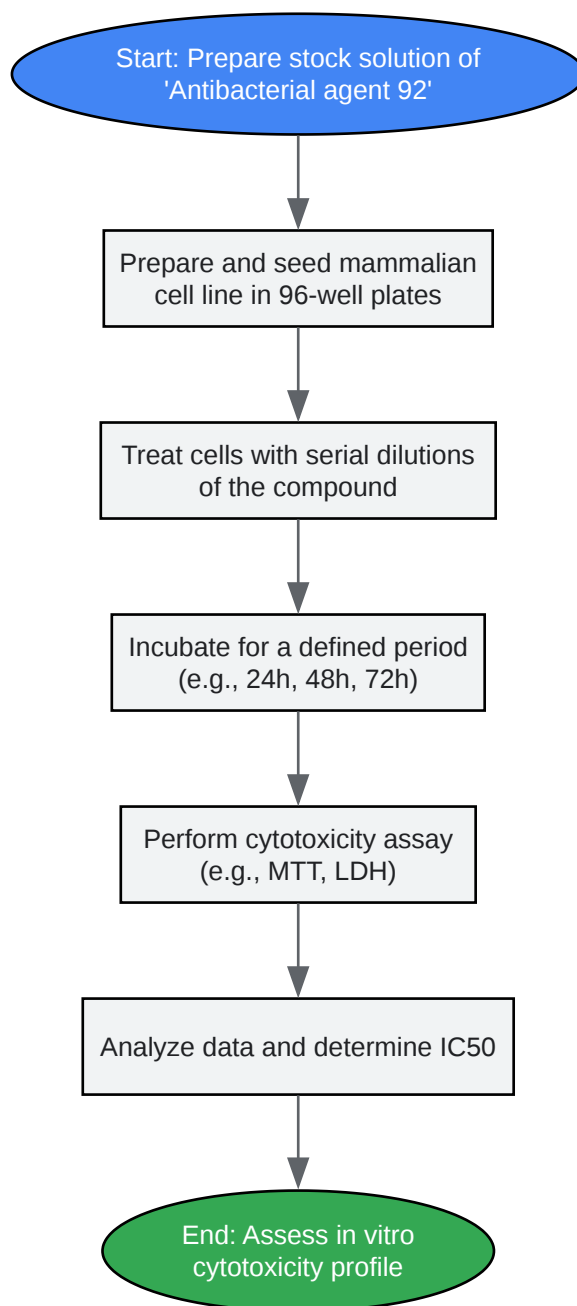 Start: Prepare stock solution of
'Antibacterial agent 92'
Prepare and seed mammalian
cell line in 96-well plates
Treat cells with serial dilutions
of the compound
Incubate for a defined period
(e.g., 24h, 48h, 72h)
Perform cytotoxicity assay
(e.g., MTT, LDH)
Analyze data and determine IC50
End: Assess in vitro
cytotoxicity profile